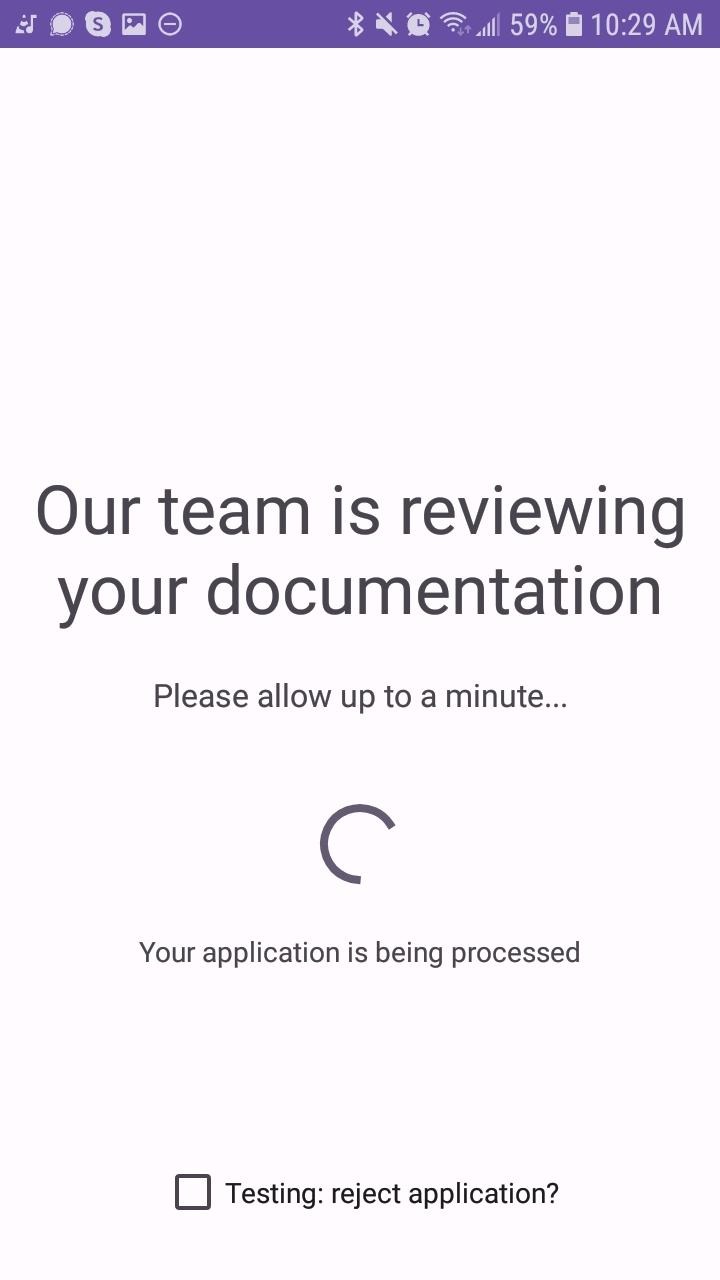 59% 10:29 AM
Our team is reviewing
your documentation
Please allow up to a minute...
Your application is being processed
Testing: reject application?